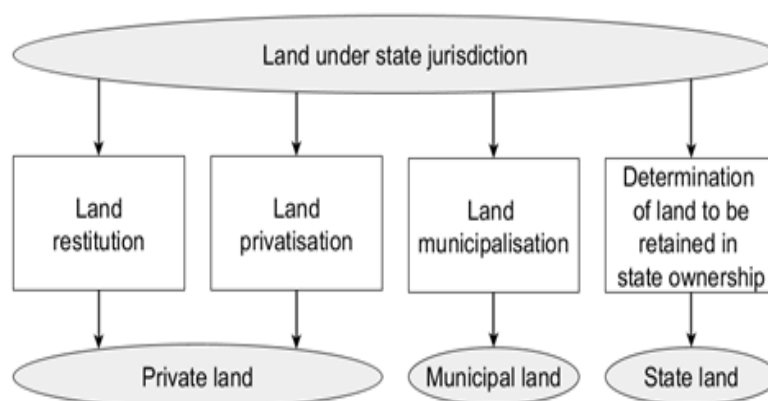 Land under state jurisdiction
Land
restitution
Land
privatisation
Land
municipalisation
Determination
of land to be
retained in
state ownership
Private land
Municipal land
State land